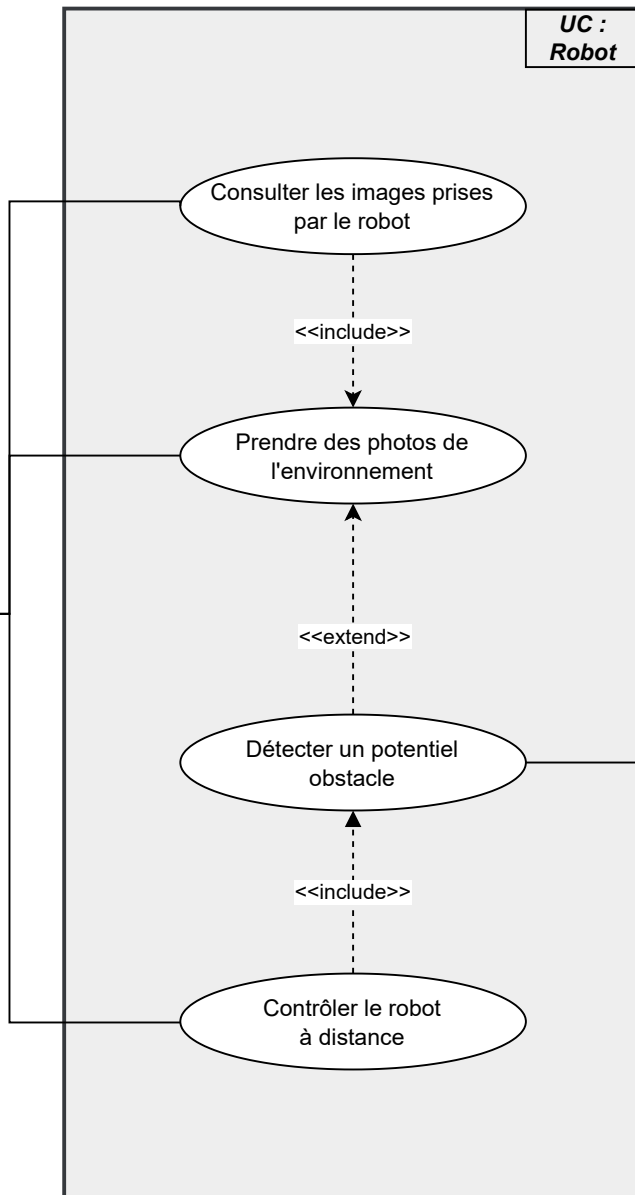 UC :
Robot
Consulter les images prises
par le robot
<<include>>
Prendre des photos de
l'environnement
<<extend>>
Détecter un potentiel
obstacle
<<include>>
Contrôler le robot
à distance